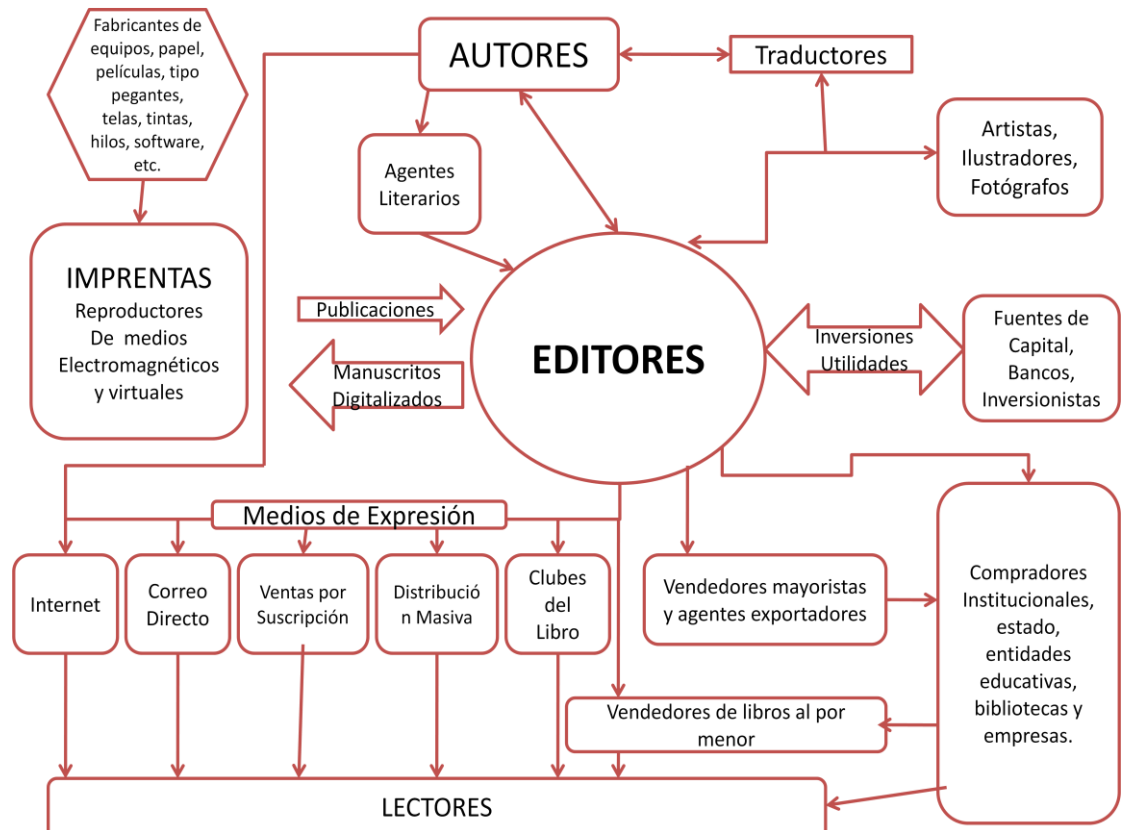 Fabricantes de
equipos, papel,
películas, tipo
pegantes,
telas, tintas,
hilos, software,
etc.
AUTORES
Traductores
Artistas,
Ilustradores,
Fotógrafos
Agentes
Literarios
IMPRENTAS
Reproductores
De medios
Electromagnéticos
y virtuales
Publicaciones
Manuscritos
Digitalizados
EDITORES
Inversiones
Utilidades
Fuentes de
Capital,
Bancos,
Inversionistas
Medios de Expresión
Internet
Correo
Directo
Ventas por
Suscripción
Distribució
n Masiva
Clubes
del
Libro
Vendedores mayoristas
y agentes exportadores
Compradores
Institucionales,
estado,
entidades
educativas,
bibliotecas y
empresas.
Vendedores de libros al por
menor
LECTORES